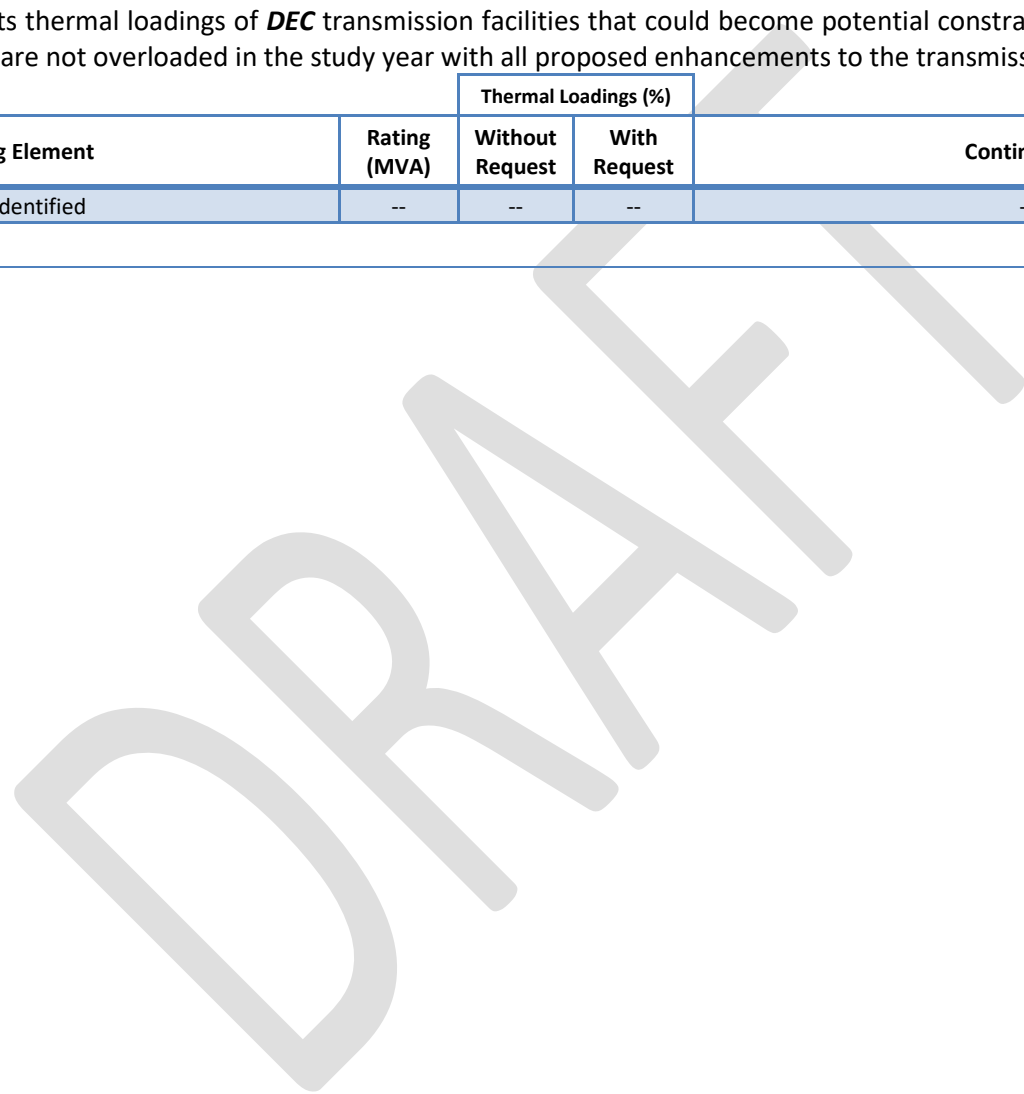 ts thermal loadings of DEC transmission facilities that could become potential constra
are not overloaded in the study year with all proposed enhancements to the transmiss
Thermal Loadings (%)
g Element Rating (MVA) Without Request With Request Contin
dentified -- -- -- -
DRAFT